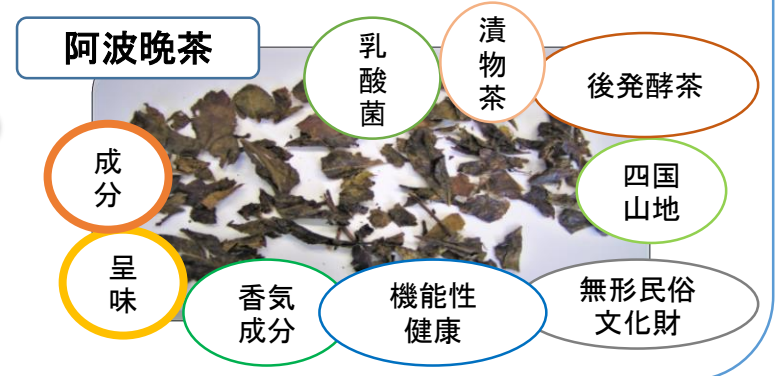 阿波晩茶
乳
酸
菌
漬
物
茶
後発酵茶
成
分
四国
山地
呈
味
香気
成分
機能性
健康
無形民俗
文化財